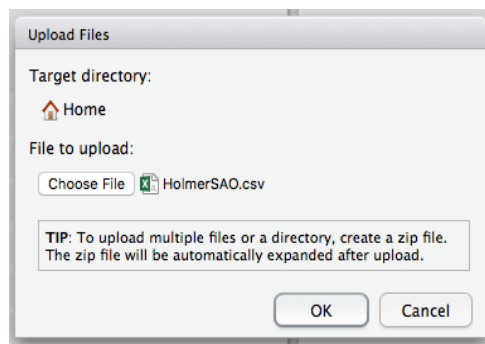 Upload Files
Target directory:
Home
File to upload:
Choose File HolmerSAO.csv
TIP: To upload multiple files or a directory, create a zip file.
The zip file will be automatically expanded after upload.
OK Cancel